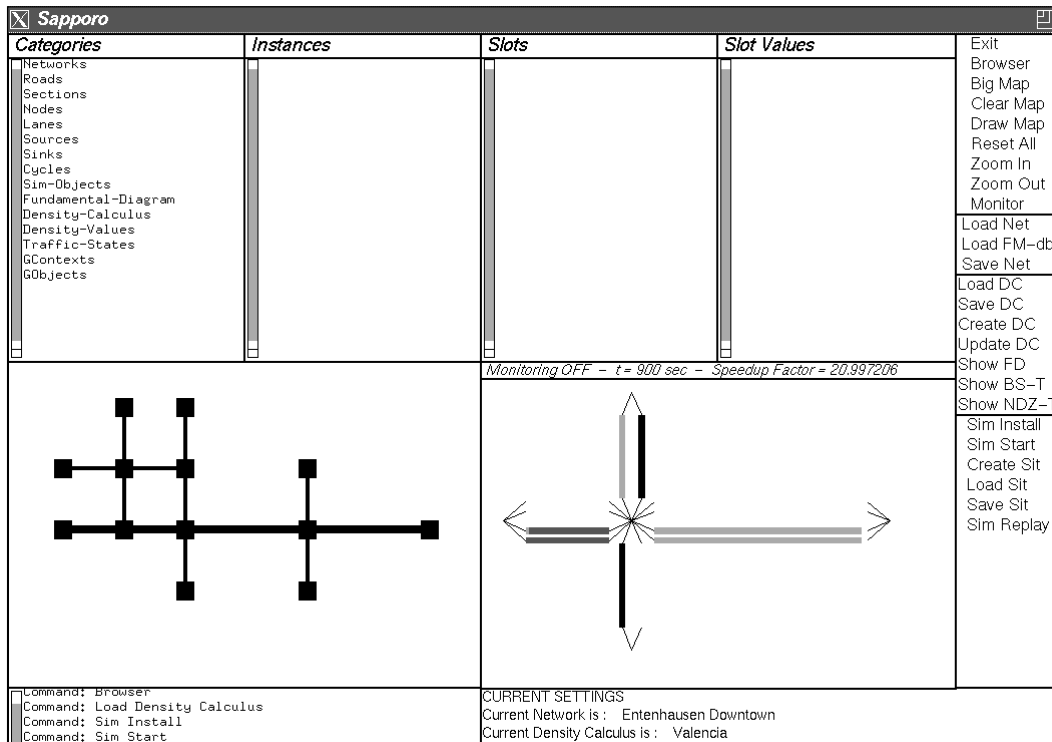 Sapporo
Categories
Instances
Slots
Slot Values
Networks
Roads
Sections
Nodes
Lanes
Sources
Sinks
Cycles
Sim-Objects
Fundamental-Diagram
Density-Calculus
Density-Values
Traffic-States
GContexts
GObjects
Exit
Browser
Big Map
Clear Map
Draw Map
Reset All
Zoom In
Zoom Out
Monitor
Load Net
Load FM-db
Save Net
Load DC
Save DC
Create DC
Update DC
Show FD
Show BS-T
Show NDZ-T
Sim Install
Sim Start
Create Sit
Load Sit
Save Sit
Sim Replay
Monitoring OFF - t = 900 sec - Speedup Factor = 20.997206
Command: Browser
Command: Load Density Calculus
Command: Sim Install
Command: Sim Start
CURRENT SETTINGS
Current Network is : Entenhausen Downtown
Current Density Calculus is : Valencia